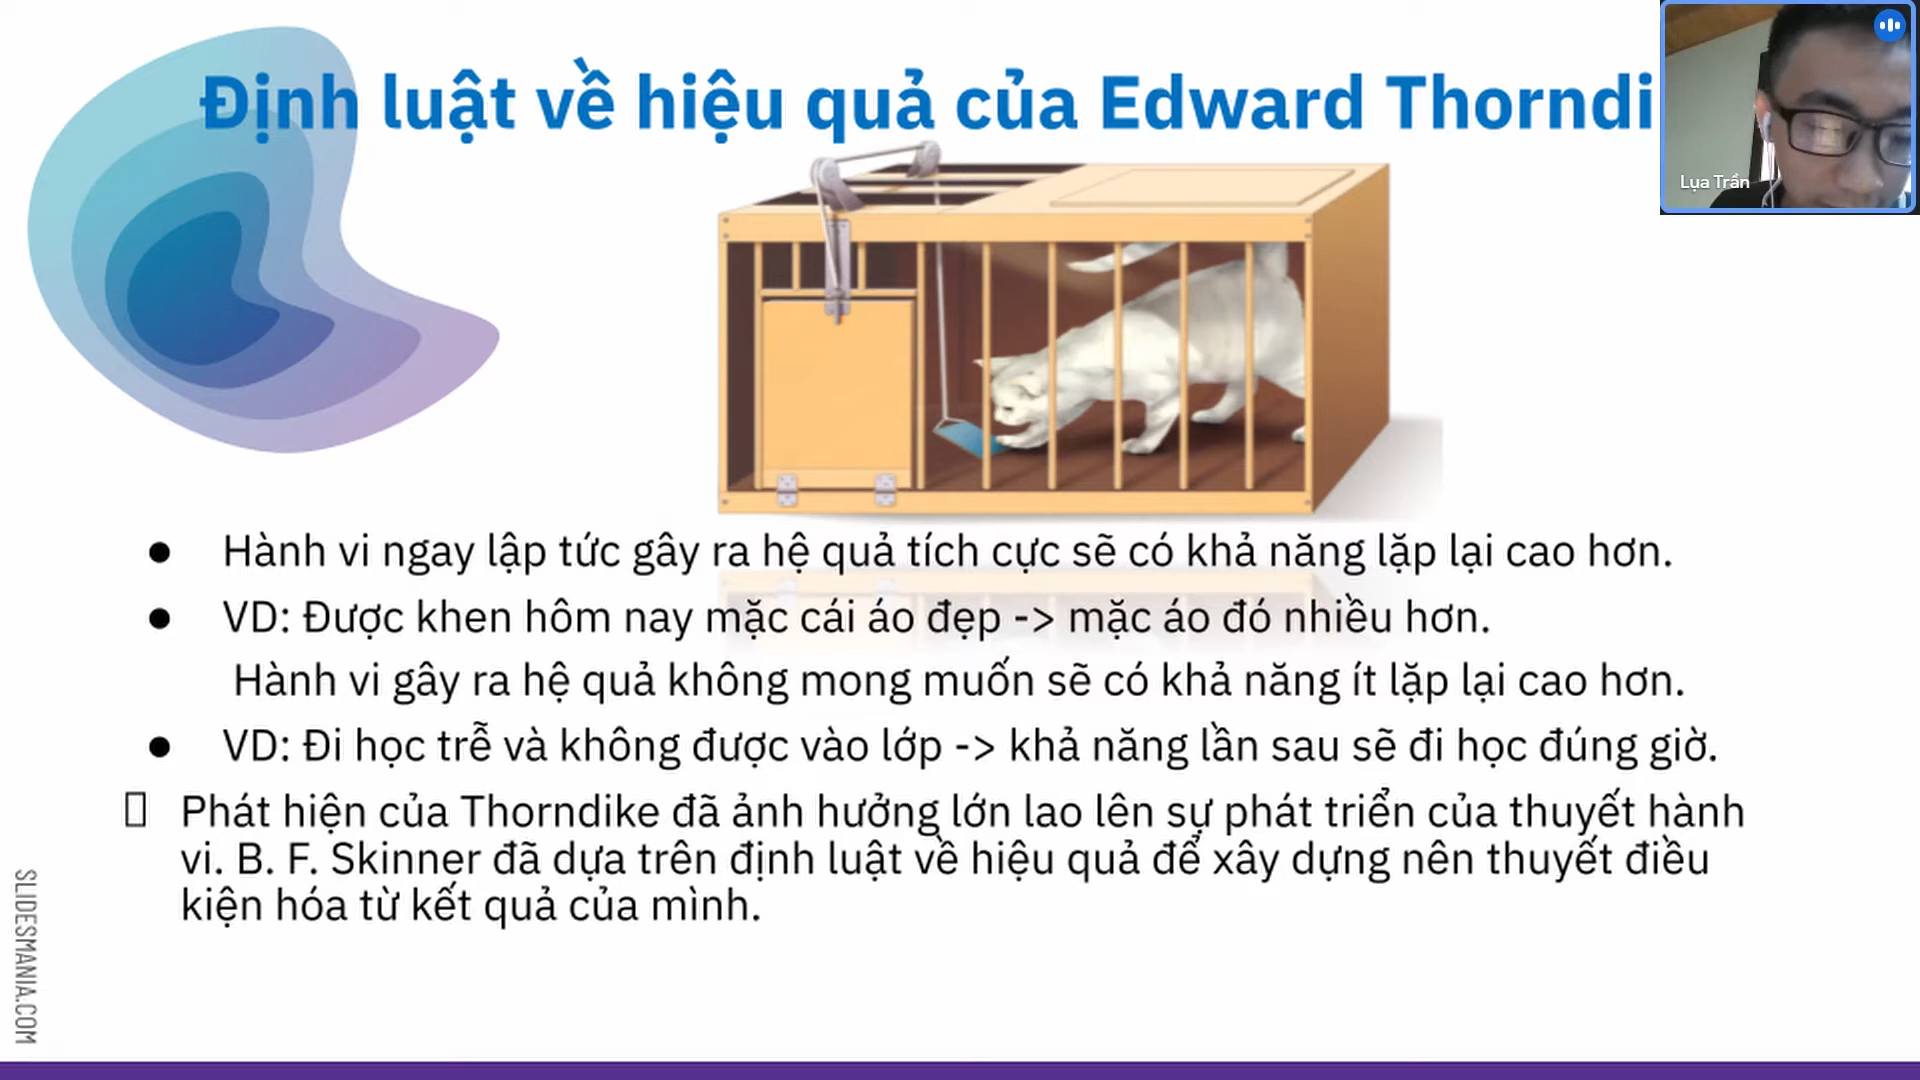 Định luật về hiệu quả của Edward Thorndi
Lụa Trần
● Hành vi ngay lập tức gây ra hệ quả tích cực sẽ có khả năng lặp lại cao hơn.
● VD: Được khen hôm nay mặc cái áo đẹp -> mặc áo đó nhiều hơn.
Hành vi gây ra hệ quả không mong muốn sẽ có khả năng ít lặp lại cao hơn.
● VD: Đi học trễ và không được vào lớp -> khả năng lần sau sẽ đi học đúng giờ.
Phát hiện của Thorndike đã ảnh hưởng lớn lao lên sự phát triển của thuyết hành
vi. B. F. Skinner đã dựa trên định luật về hiệu quả để xây dựng nên thuyết điều
kiện hóa từ kết quả của mình.
SLIDESMANIA.COM